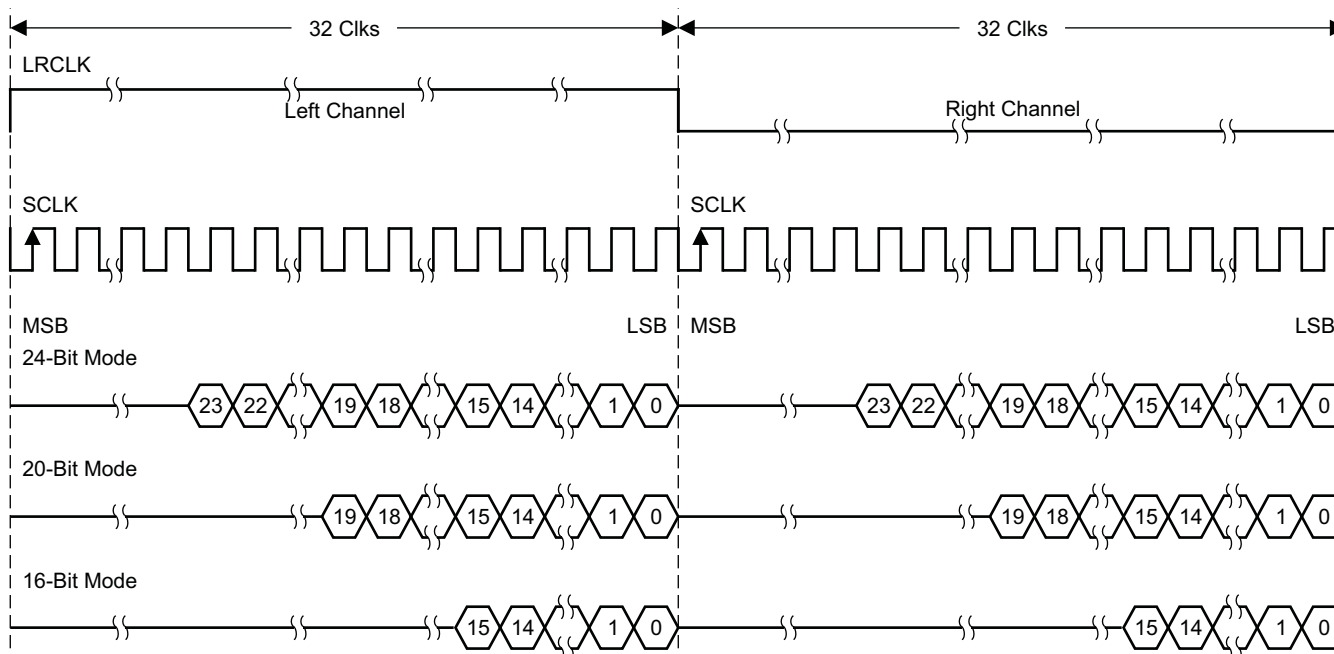 32 Clks 32 Clks
LRCLK
Left Channel Right Channel
SCLK SCLK
MSB LSB MSB LSB
24-Bit Mode
23 22 19 18 15 14 1 0 23 22 19 18 15 14 1 0
20-Bit Mode
19 18 15 14 1 0 19 18 15 14 1 0
16-Bit Mode
15 14 1 0 15 14 1 0